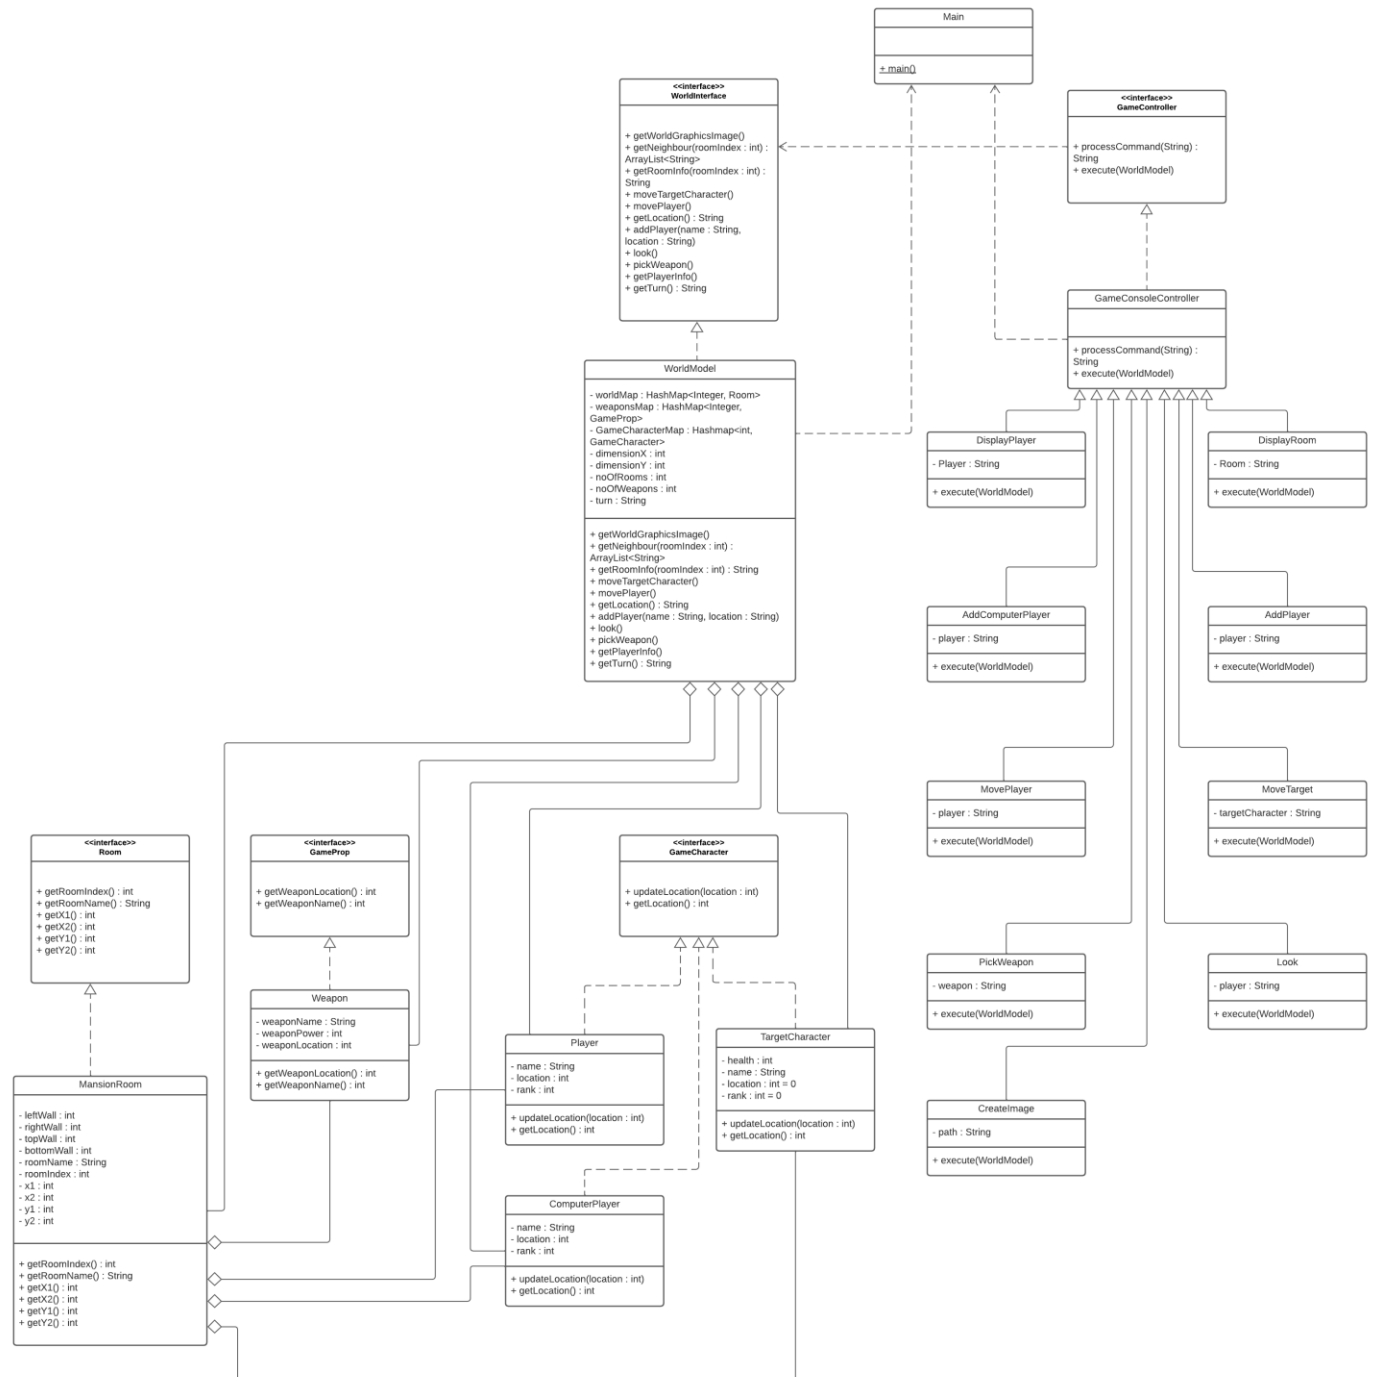 Main
+ main()
<<interface>>
WorldInterface
+ getWorldGraphicsImage()
+ getNeighbour(roomIndex : int) :
ArrayList<String>
+ getRoomInfo(roomIndex : int) :
String
+ moveTargetCharacter()
+ movePlayer()
+ getLocation() : String
+ addPlayer(name : String,
location : String)
+ look()
+ pickWeapon()
+ getPlayerInfo()
+ getTurn() : String
<<interface>>
GameController
+ processCommand(String) :
String
+ execute(WorldModel)
GameConsoleController
+ processCommand(String) :
String
+ execute(WorldModel)
WorldModel
- worldMap : HashMap<Integer, Room>
- weaponsMap : HashMap<Integer,
GameProp>
- GameCharacterMap : Hashmap<int,
GameCharacter>
- dimensionX : int
- dimensionY : int
- noOfRooms : int
- noOfWeapons : int
- turn : String
+ getWorldGraphicsImage()
+ getNeighbour(roomIndex : int) :
ArrayList<String>
+ getRoomInfo(roomIndex : int) : String
+ moveTargetCharacter()
+ movePlayer()
+ getLocation() : String
+ addPlayer(name : String, location : String)
+ look()
+ pickWeapon()
+ getPlayerInfo()
+ getTurn() : String
DisplayPlayer
- Player : String
+ execute(WorldModel)
DisplayRoom
- Room : String
+ execute(WorldModel)
AddComputerPlayer
- player : String
+ execute(WorldModel)
AddPlayer
- player : String
+ execute(WorldModel)
MovePlayer
- player : String
+ execute(WorldModel)
MoveTarget
- targetCharacter : String
+ execute(WorldModel)
PickWeapon
- weapon : String
+ execute(WorldModel)
Look
- player : String
+ execute(WorldModel)
CreateImage
- path : String
+ execute(WorldModel)
<<interface>>
Room
+ getRoomIndex() : int
+ getRoomName() : String
+ getX1() : int
+ getX2() : int
+ getY1() : int
+ getY2() : int
<<interface>>
GameProp
+ getWeaponLocation() : int
+ getWeaponName() : int
<<interface>>
GameCharacter
+ updateLocation(location : int)
+ getLocation() : int
Weapon
- weaponName : String
- weaponPower : int
- weaponLocation : int
+ getWeaponLocation() : int
+ getWeaponName() : int
Player
- name : String
- location : int
- rank : int
+ updateLocation(location : int)
+ getLocation() : int
TargetCharacter
- health : int
- name : String
- location : int = 0
- rank : int = 0
+ updateLocation(location : int)
+ getLocation() : int
MansionRoom
- leftWall : int
- rightWall : int
- topWall : int
- bottomWall : int
- roomName : String
- roomIndex : int
- x1 : int
- x2 : int
- y1 : int
- y2 : int
+ getRoomIndex() : int
+ getRoomName() : String
+ getX1() : int
+ getX2() : int
+ getY1() : int
+ getY2() : int
ComputerPlayer
- name : String
- location : int
- rank : int
+ updateLocation(location : int)
+ getLocation() : int